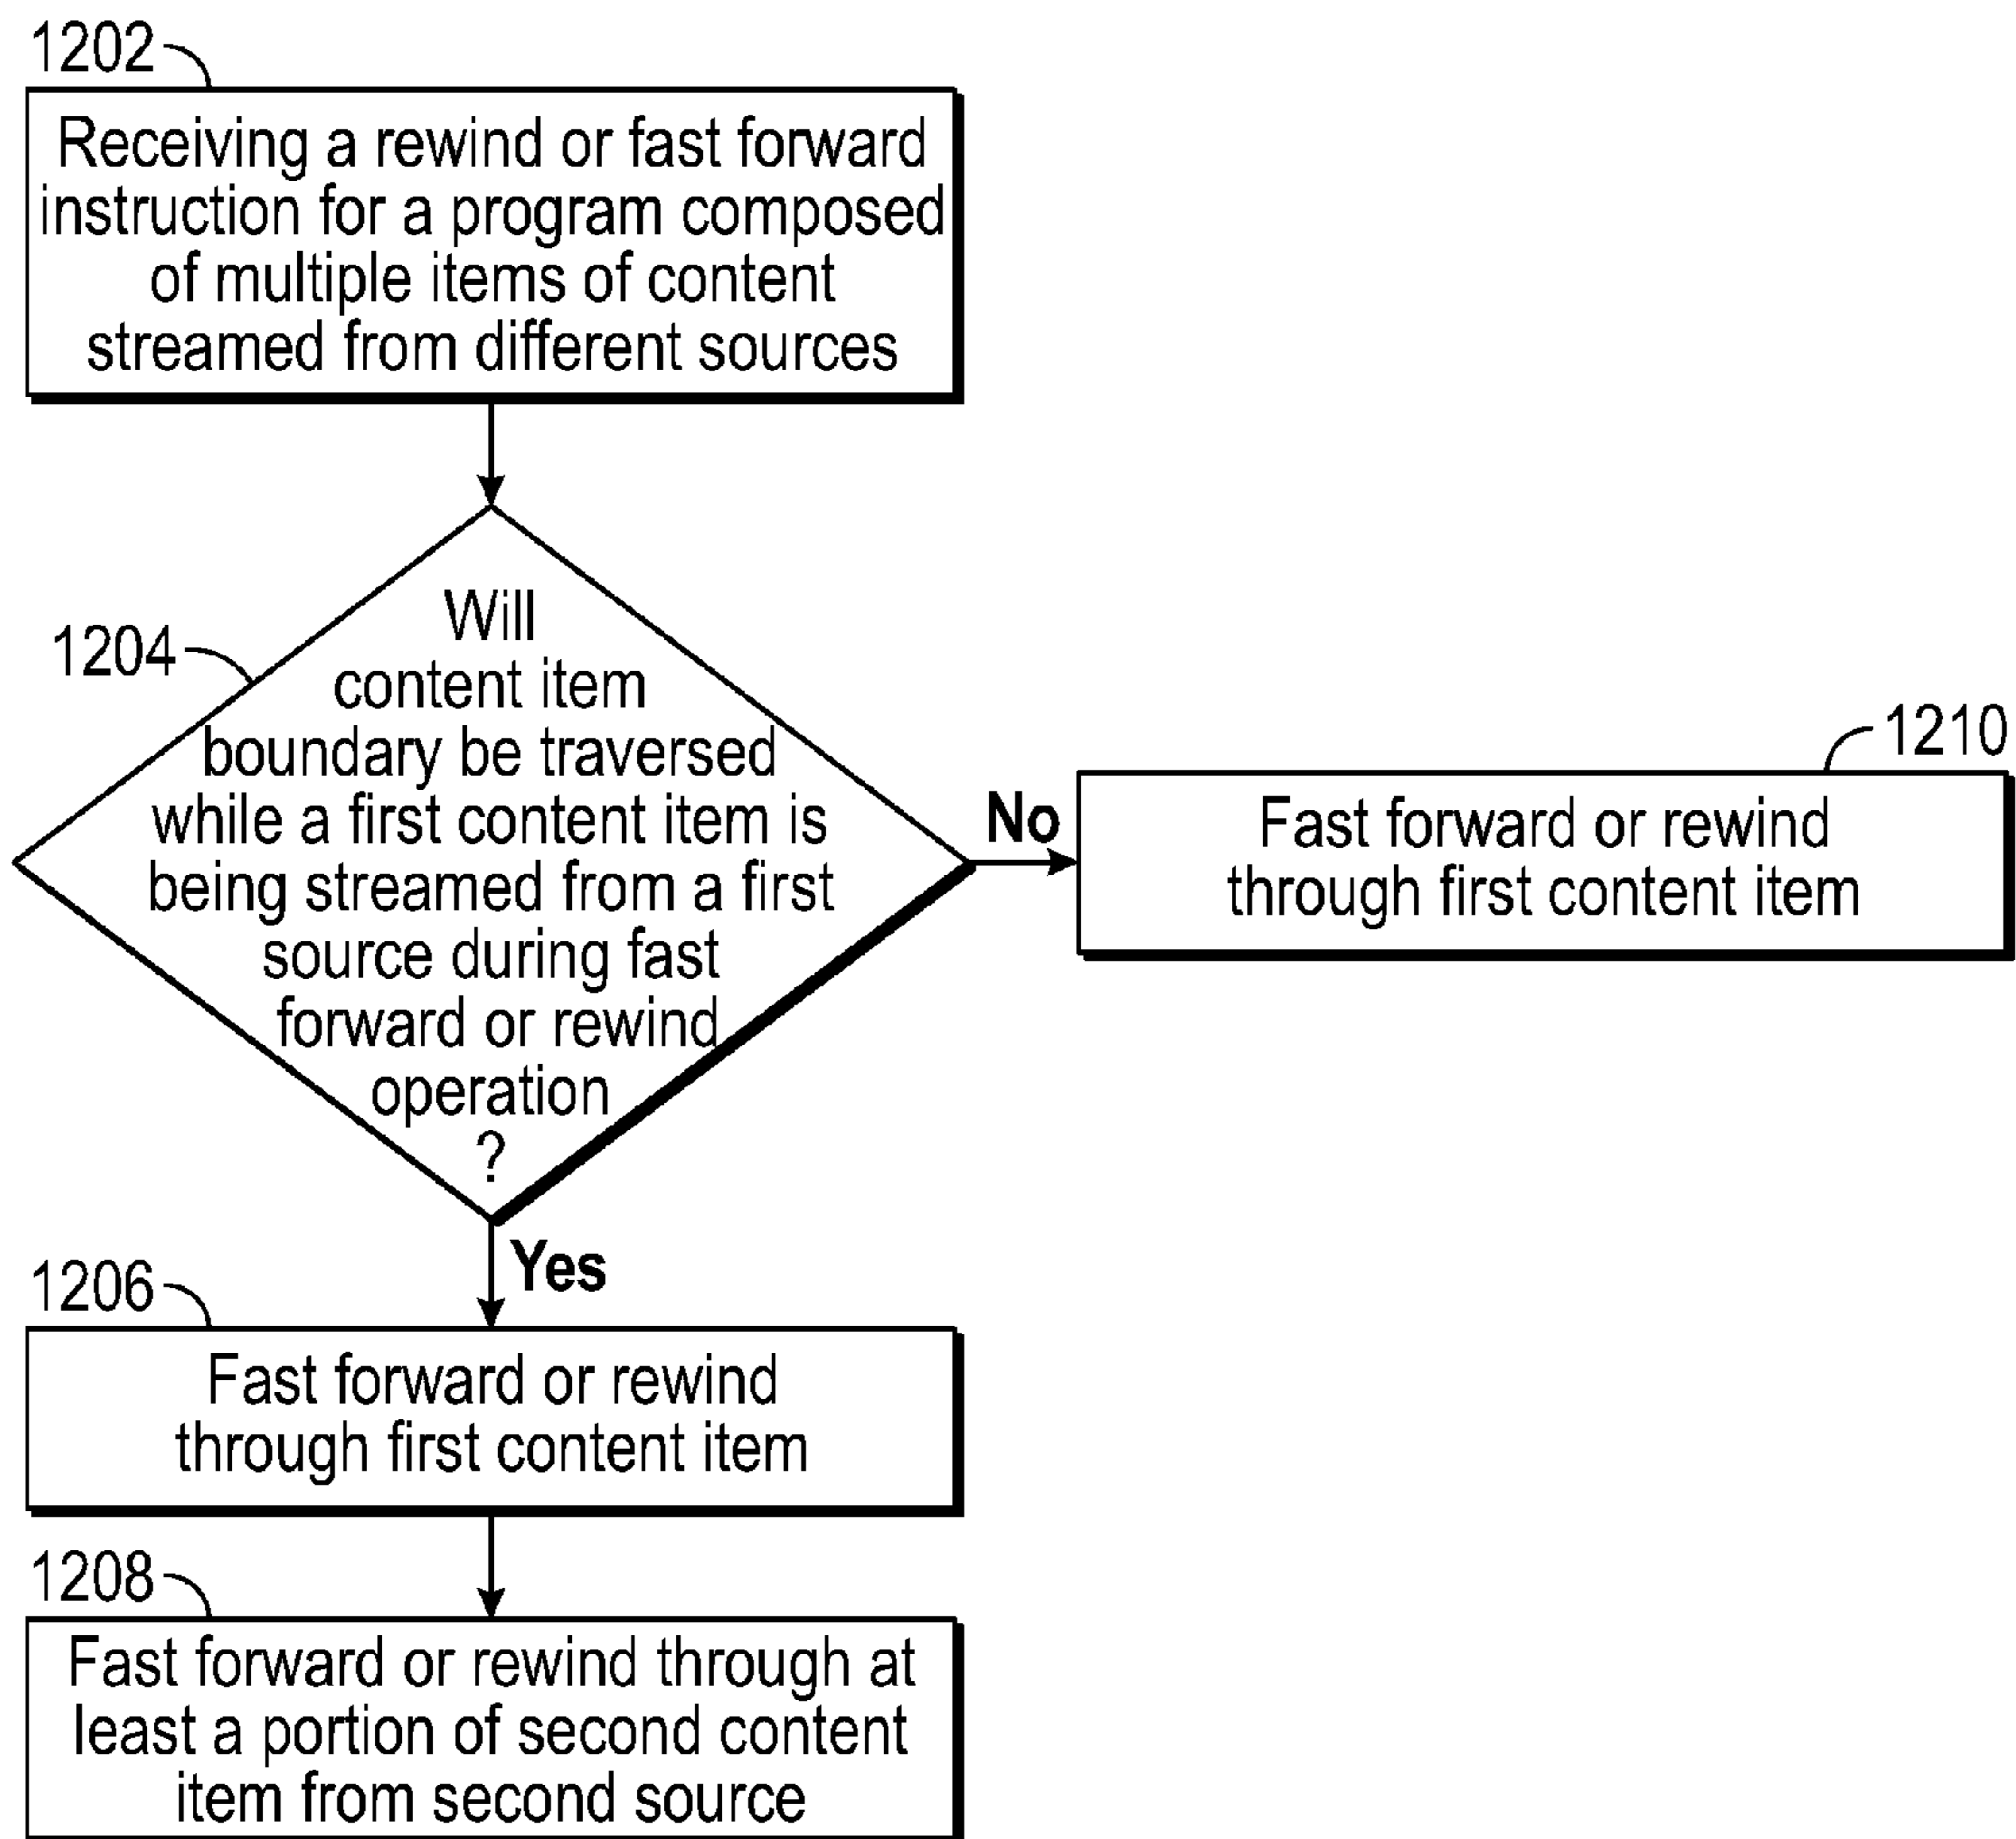 1202
Receiving a rewind or fast forward
instruction for a program composed
of multiple items of content
streamed from different sources
1204
Will
content item
boundary be traversed
while a first content item is
being streamed from a first
source during fast
forward or rewind
operation
?
No
1210
Fast forward or rewind
through first content item
Yes
1206
Fast forward or rewind
through first content item
1208
Fast forward or rewind through at
least a portion of second content
item from second source